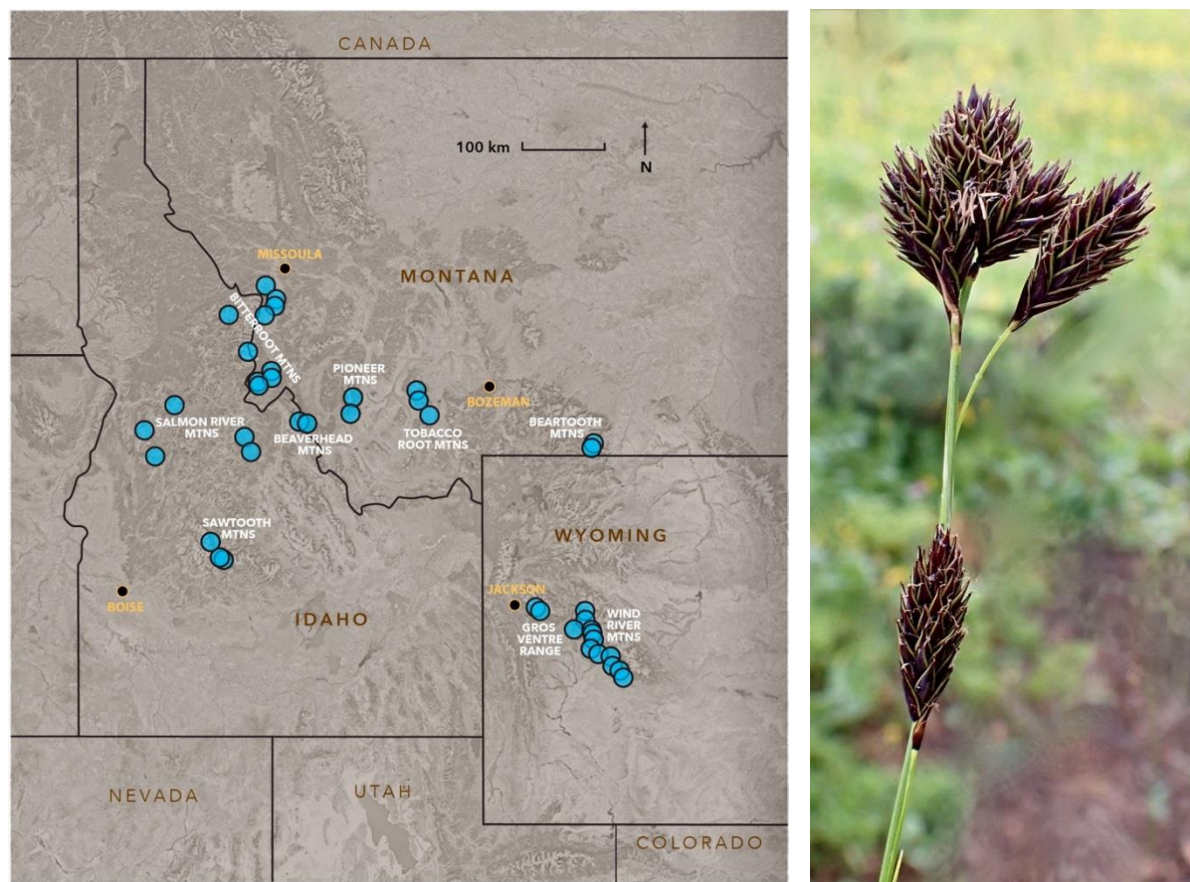 CANADA
100 km
N
MISSOULA
MONTANA
BITTERROOT MTNS
PIONEER
MTNS
BOZEMAN
SALMON RIVER
MTNS
BEAVERHEAD
MTNS
TOBACCO
ROOT MTNS
BEARTOOTH
MTNS
SAWTOOTH
MTNS
WYOMING
BOISE
IDAHO
JACKSON
GROS
VENTRE
RANGE
WIND
RIVER
MTNS
NEVADA
UTAH
COLORADO